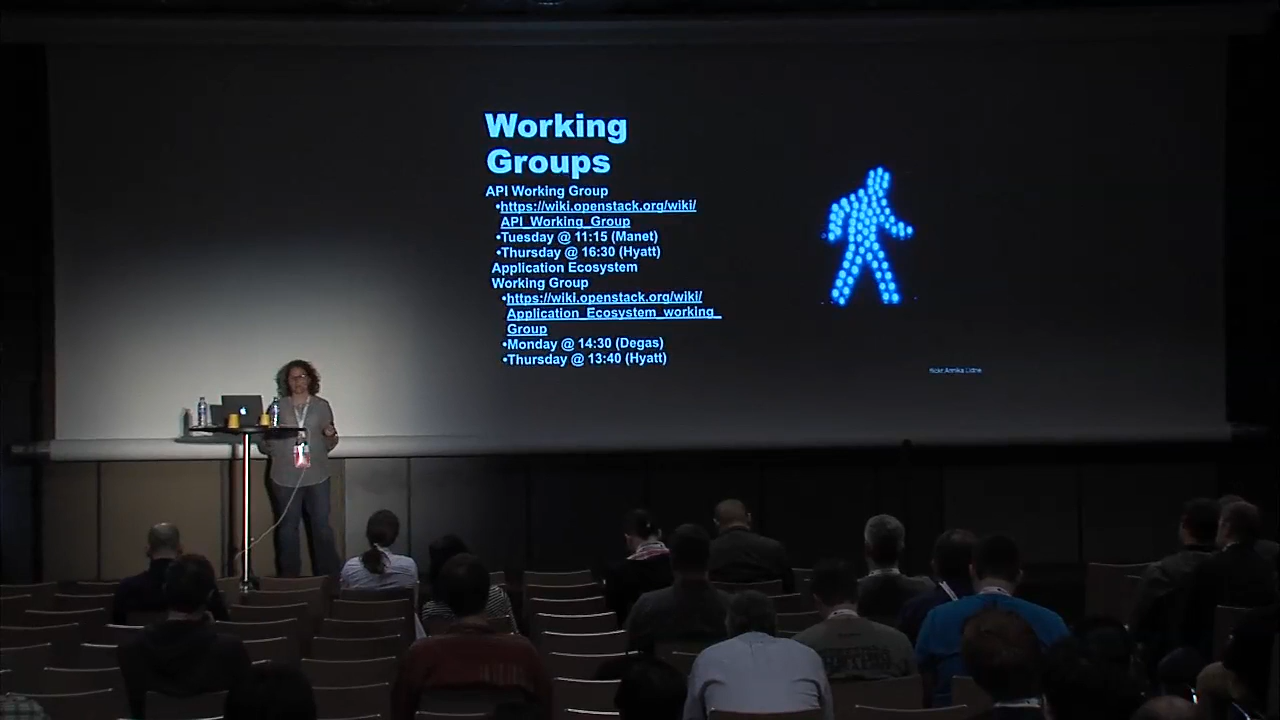 Working
Groups
API Working Group
•https://wiki.openstack.org/wiki/
API_Working_Group
•Tuesday @ 11:15 (Manet)
•Thursday @ 16:30 (Hyatt)
Application Ecosystem
Working Group
•https://wiki.openstack.org/wiki/
Application_Ecosystem_working_
Group
•Monday @ 14:30 (Degas)
•Thursday @ 13:40 (Hyatt)
flickr:Annika